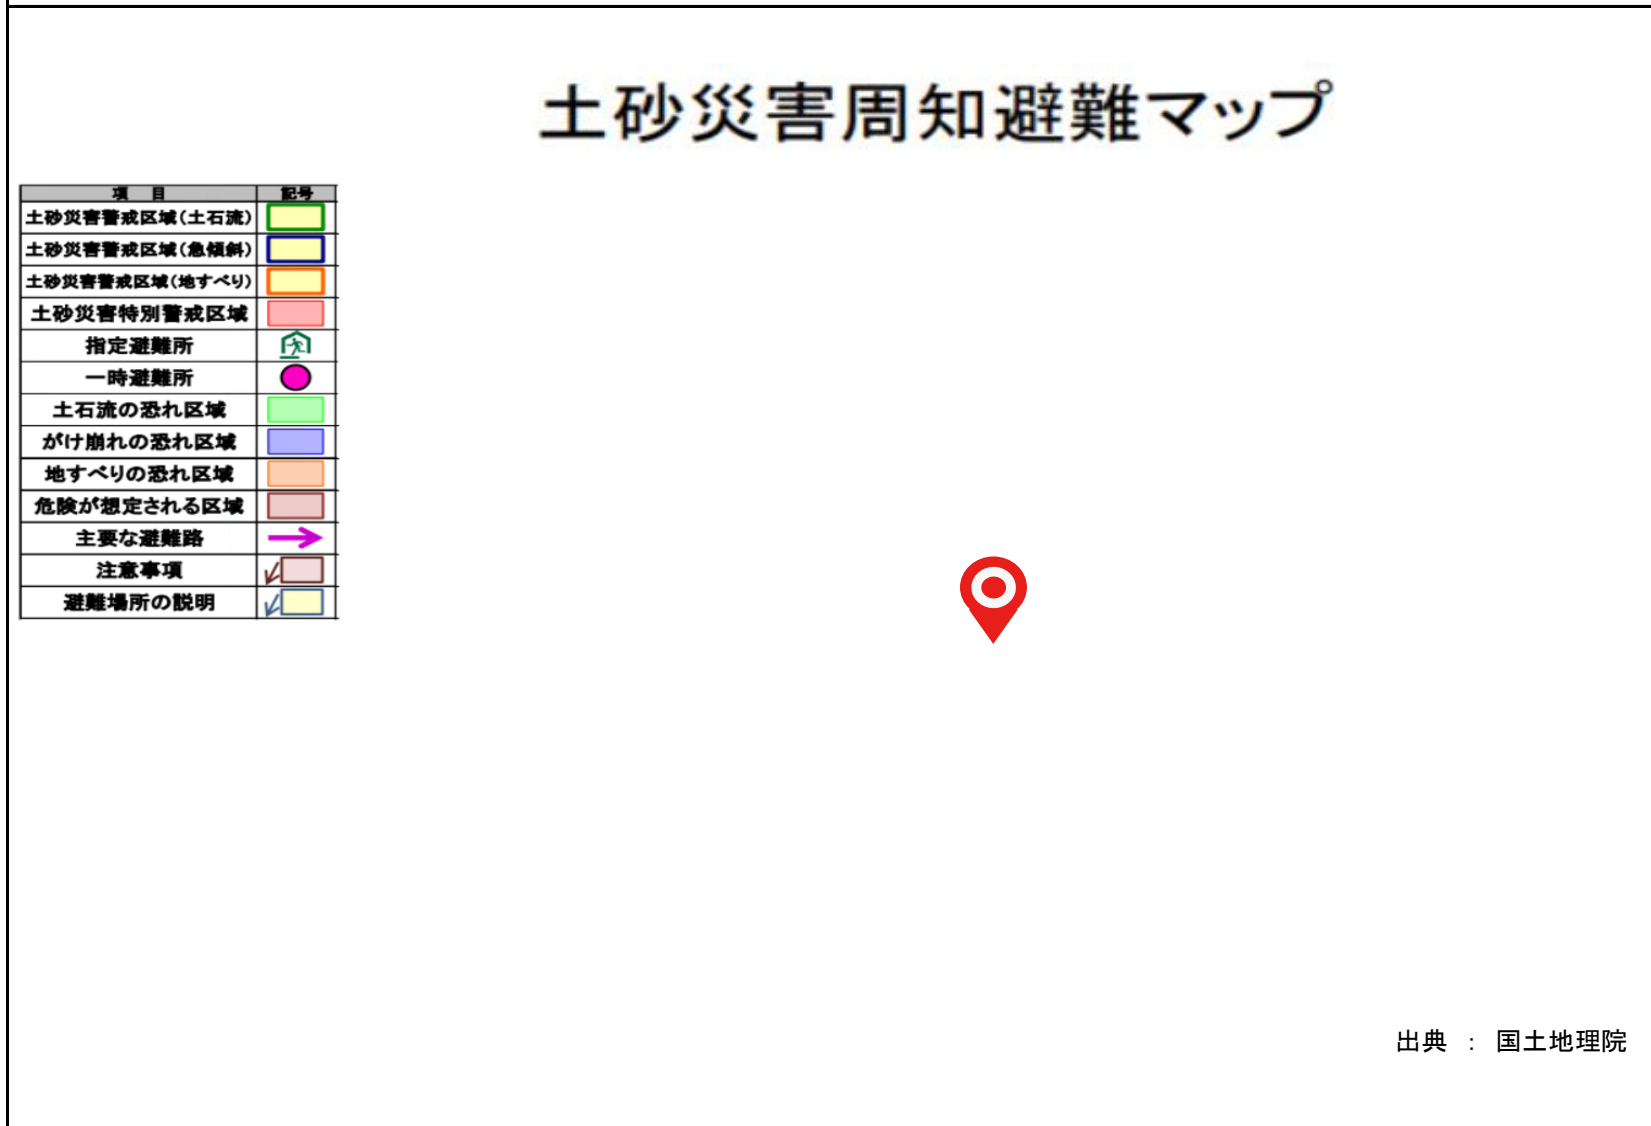 土砂災害周知避難マップ
項　目 記号
土砂災害警戒区域(土石流)
土砂災害警戒区域(急傾斜)
土砂災害警戒区域(地すべり)
土砂災害特別警戒区域
指定避難所
一時避難所
土石流の恐れ区域
がけ崩れの恐れ区域
地すべりの恐れ区域
危険が想定される区域
主要な避難路
注意事項
避難場所の説明
出典 : 国土地理院